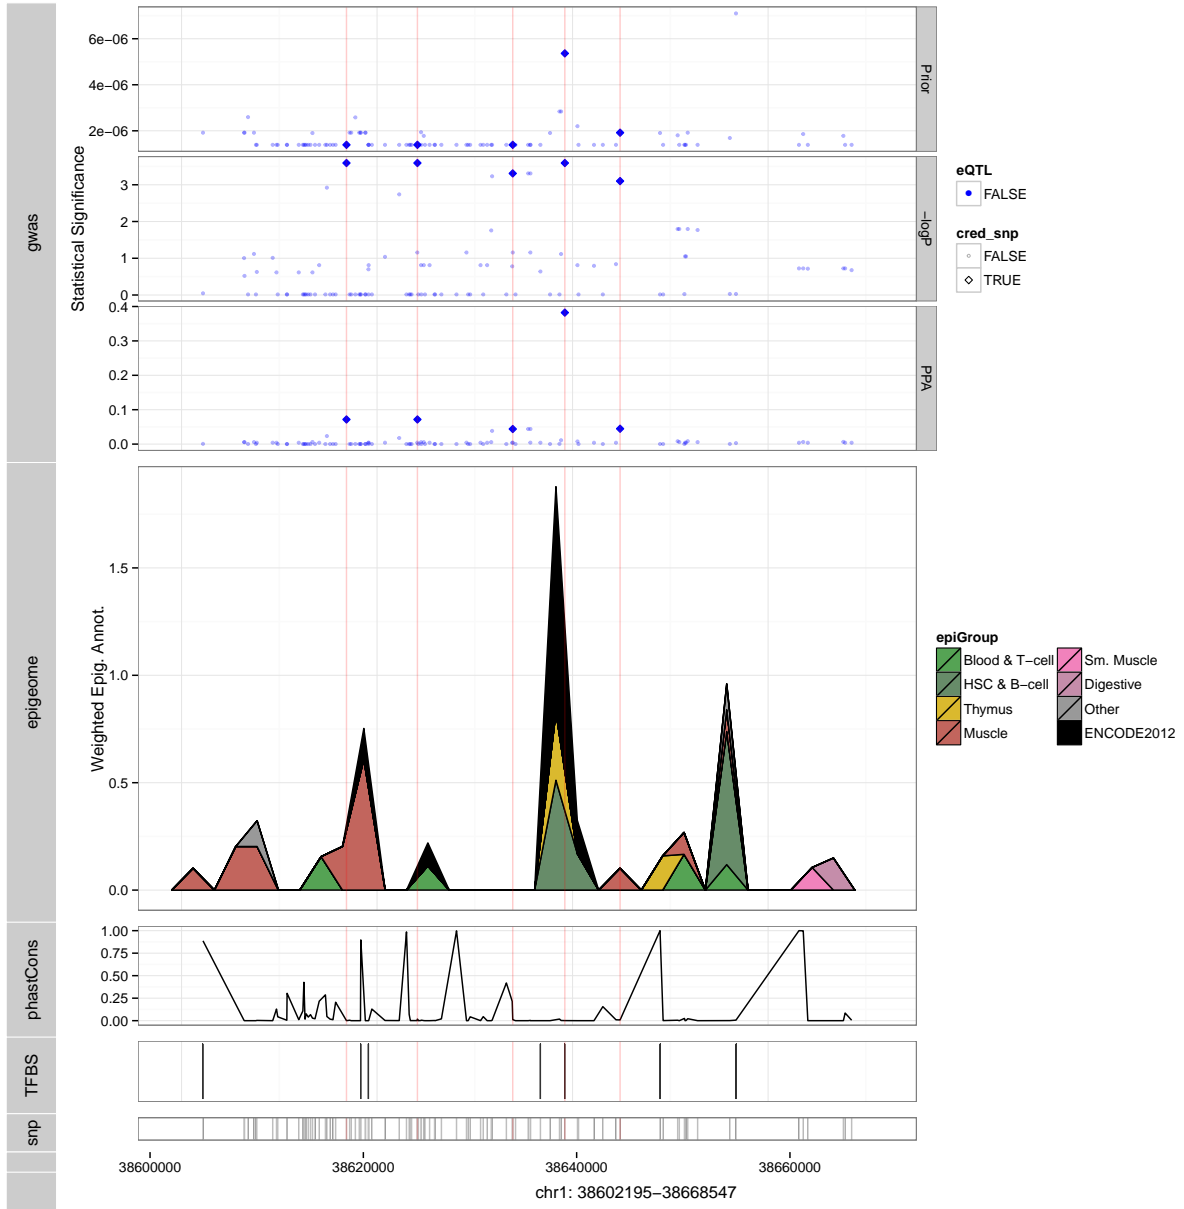 gwas
Statistical Significance
6e−06
4e−06
2e−06
Prior
3
2
1
0
−logP
0.4
0.3
0.2
0.1
0.0
PPA
eQTL
FALSE
cred_snp
FALSE
TRUE
epigeome
Weighted Epig. Annot.
1.5
1.0
0.5
0.0
epiGroup
Blood & T−cell
HSC & B−cell
Thymus
Muscle
Sm. Muscle
Digestive
Other
ENCODE2012
phastCons
1.00
0.75
0.50
0.25
0.00
TFBS
snp
38600000
38620000
38640000
38660000
chr1: 38602195−38668547